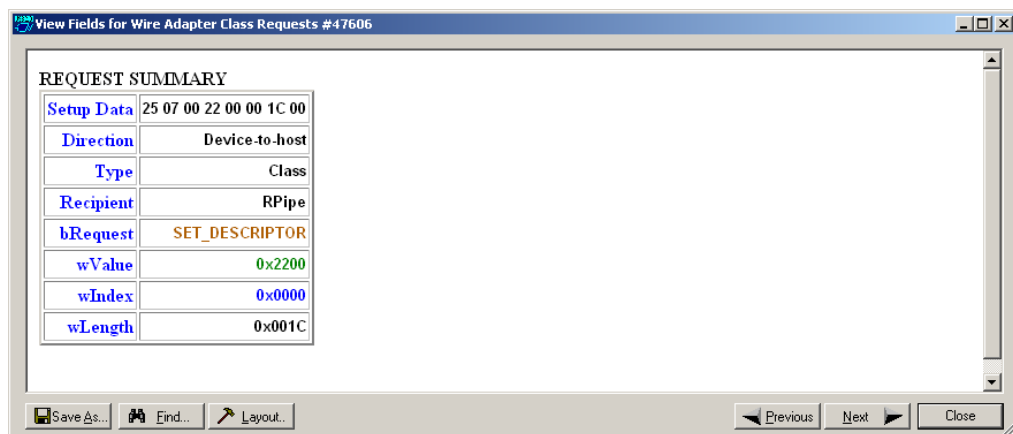 View Fields for Wire Adapter Class Requests #47606
REQUEST SUMMARY
Setup Data 25 07 00 22 00 00 1C 00
Direction Device-to-host
Type Class
Recipient RPipe
bRequest SET_DESCRIPTOR
wValue 0x2200
wIndex 0x0000
wLength 0x001C
Save As... Find... Layout.. Previous Next Close